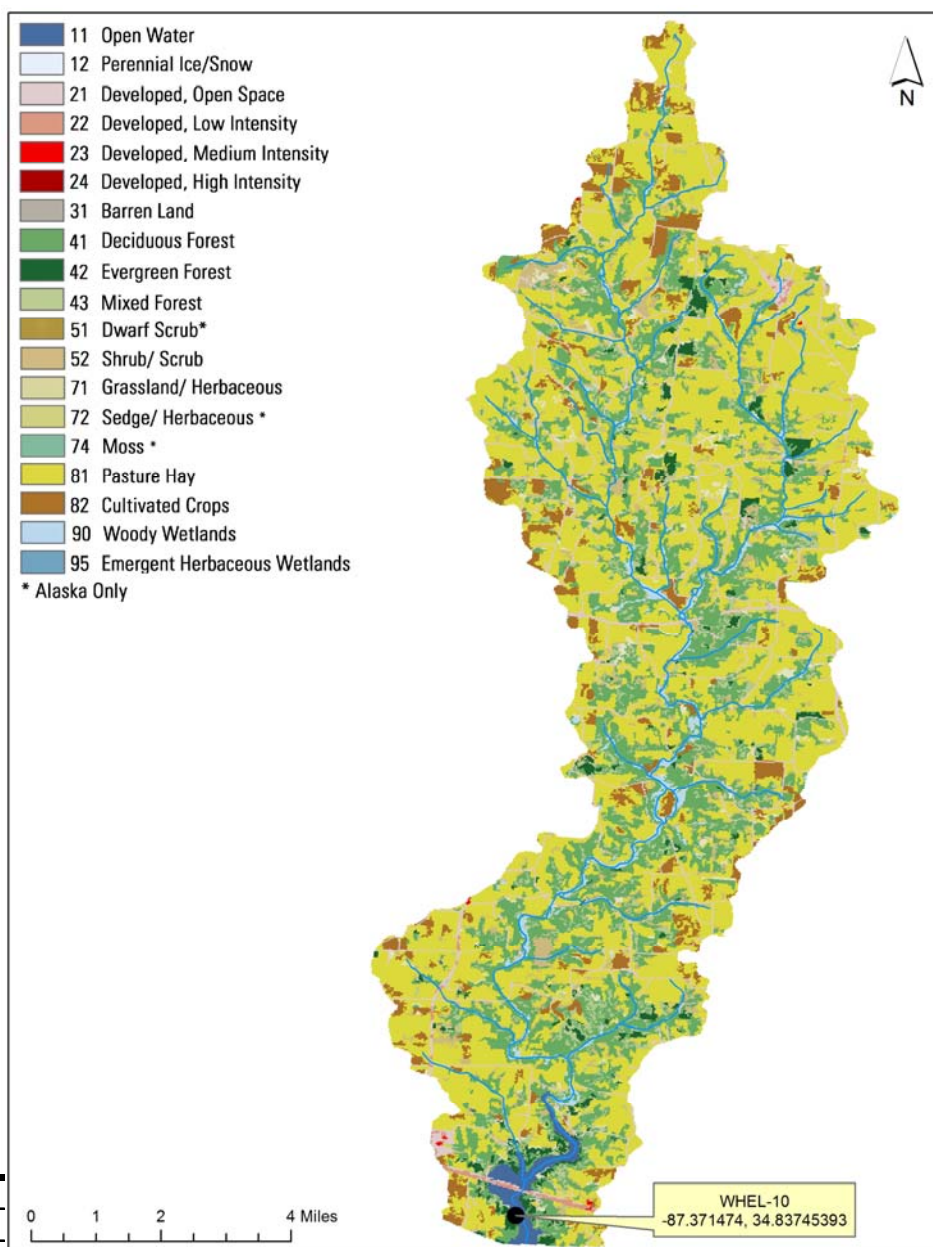 11 Open Water
12 Perennial Ice/Snow
21 Developed, Open Space
22 Developed, Low Intensity
23 Developed, Medium Intensity
24 Developed, High Intensity
31 Barren Land
41 Deciduous Forest
42 Evergreen Forest
43 Mixed Forest
51 Dwarf Scrub*
52 Shrub/ Scrub
71 Grassland/ Herbaceous
72 Sedge/ Herbaceous *
74 Moss *
81 Pasture Hay
82 Cultivated Crops
90 Woody Wetlands
95 Emergent Herbaceous Wetlands
* Alaska Only
N
WHEL-10
-87.371474, 34.83745393
0 1 2 4 Miles